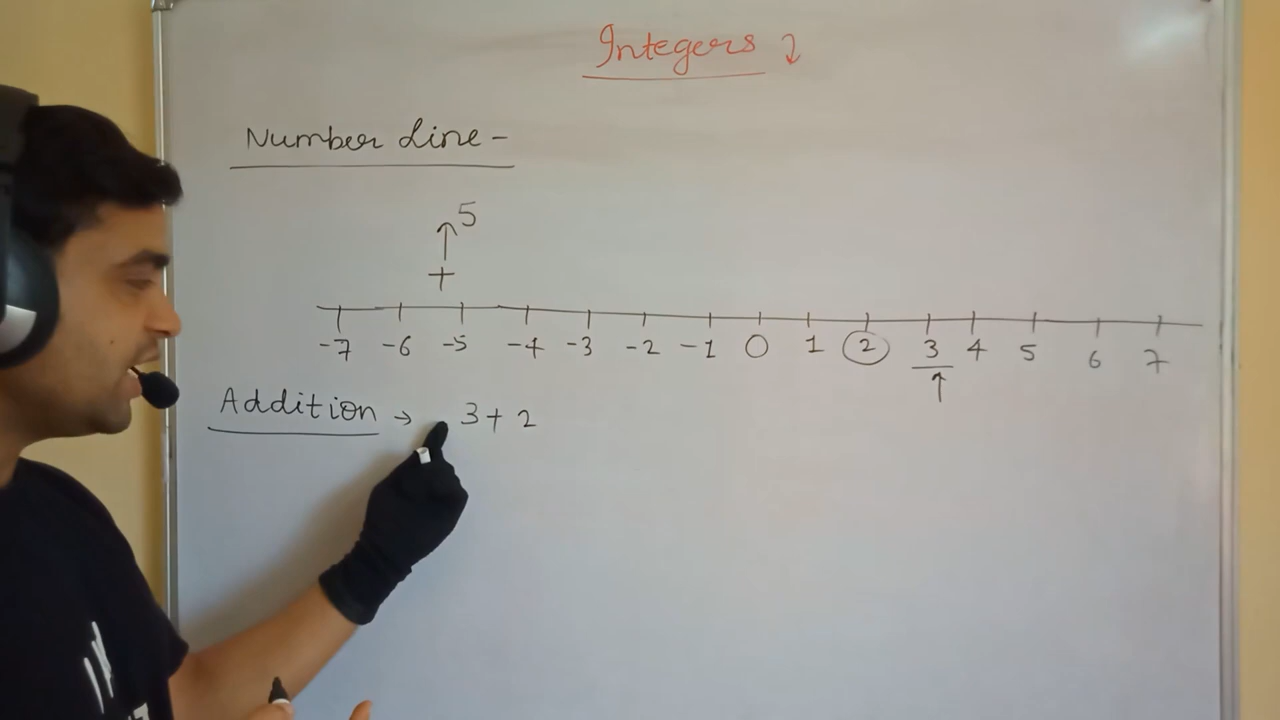 Integers
Number Line -
↑ 5
+
-7 -6 -5 -4 -3 -2 -1 0 1 2 3 4 5 6 7
↑
Addition → 3 + 2